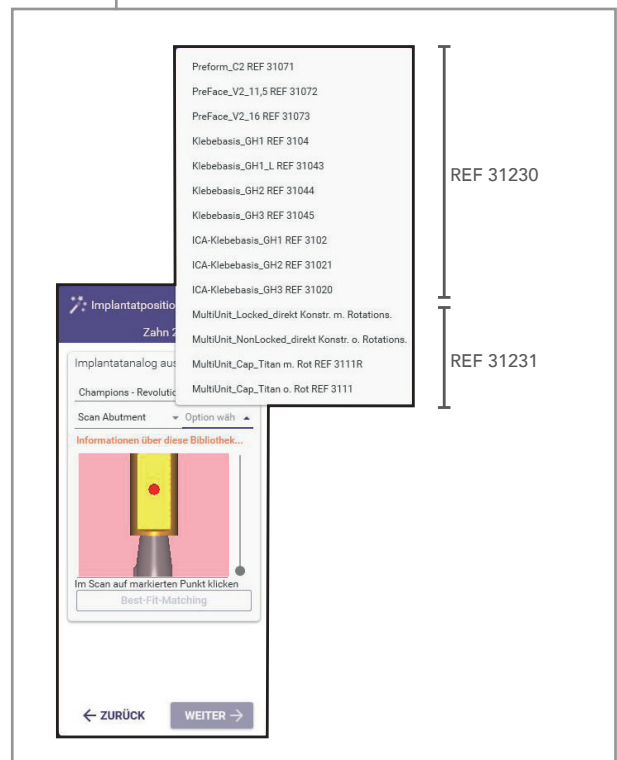 Preform_C2 REF 31071
PreFace_V2_11,5 REF 31072
PreFace_V2_16 REF 31073
Klebebasis_GH1 REF 3104
Klebebasis_GH1_L REF 31043
Klebebasis_GH2 REF 31044
Klebebasis_GH3 REF 31045
ICA-Klebebasis_GH1 REF 3102
ICA-Klebebasis_GH2 REF 31021
ICA-Klebebasis_GH3 REF 31020
MultiUnit_Locked_direkt Konstr. m. Rotations.
MultiUnit_NonLocked_direkt Konstr. o. Rotations.
MultiUnit_Cap_Titan m. Rot REF 3111R
MultiUnit_Cap_Titan o. Rot REF 3111
REF 31230
REF 31231
Implantatpositio
Zahn 2
Implantatanalog aus
Champions - Revolutio
Scan Abutment Option wäh
Informationen über diese Bibliothek...
Im Scan auf markierten Punkt klicken
Best-Fit-Matching
← ZURÜCK WEITER →